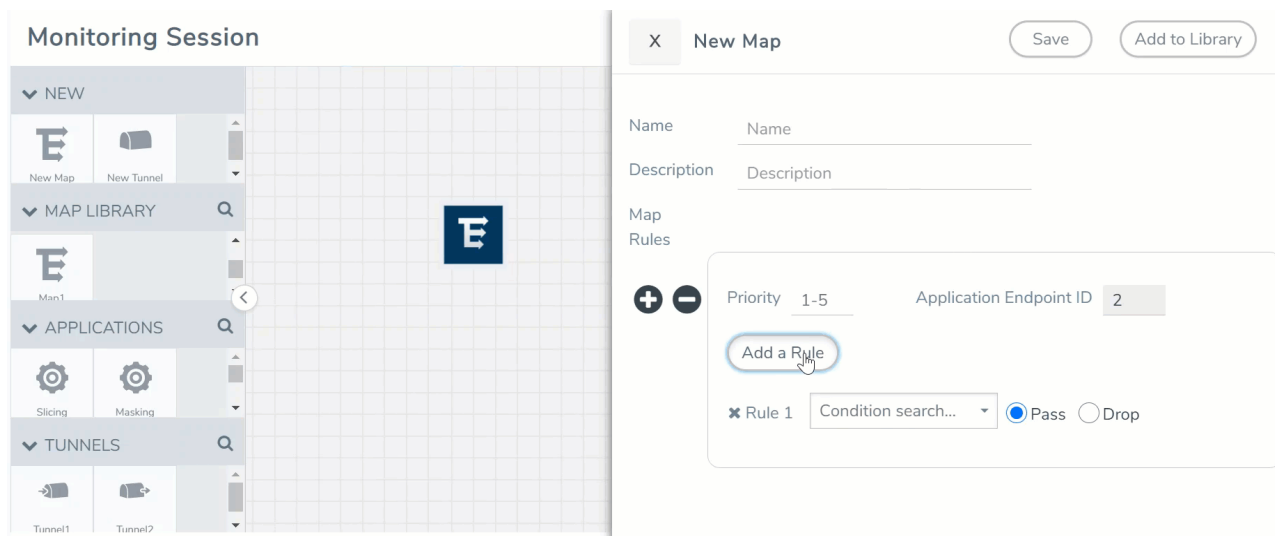 Monitoring Session
NEW
New Map
New Tunnel
MAP LIBRARY
Map1
APPLICATIONS
Slicing
Masking
TUNNELS
Tunnel1
Tunnel2
X
New Map
Save
Add to Library
Name
Name
Description
Description
Map
Rules
Priority
1-5
Application Endpoint ID
2
Add a Rule
Rule 1
Condition search...
Pass
Drop